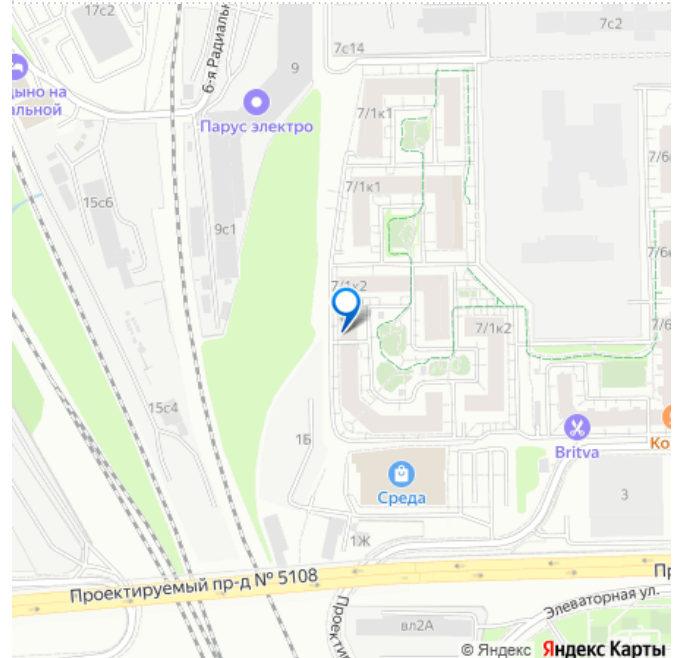 17с2
7с2
6-я Радиальн
7с14
9
ыно на
альной
Парус электро
7/1к1
7/6
15с6
7/1к1
9с1
7/6
7/1к2
7/1к2
7/6
15с4
1Б
Britva
Ко
Среда
3
1Ж
Проектируемый пр-д № 5108
Пр
Элеваторная ул.
Проекти
вл2А
© Яндекс Яндекс Карты